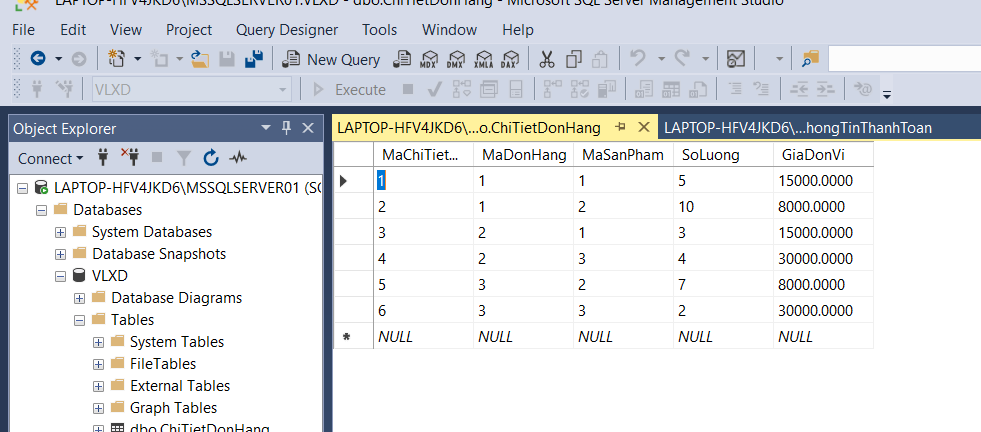 LAPTOP-HFV4JKD6\MSSQLSERVER01.VLXD - dbo.ChiTietDonHang - Microsoft SQL Server Management Studio
File Edit View Project Query Designer Tools Window Help
New Query MDX DMX XMLA DAX
VLXD Execute
Object Explorer
Connect
LAPTOP-HFV4JKD6\MSSQLSERVER01 (SQ
Databases
System Databases
Database Snapshots
VLXD
Database Diagrams
Tables
System Tables
FileTables
External Tables
Graph Tables
dbo.ChiTietDonHang
LAPTOP-HFV4JKD6\...o.ChiTietDonHang LAPTOP-HFV4JKD6\...hongTinThanhToan
MaChiTiet... MaDonHang MaSanPham SoLuong GiaDonVi
1 1 1 5 15000.0000
2 1 2 10 8000.0000
3 2 1 3 15000.0000
4 2 3 4 30000.0000
5 3 2 7 8000.0000
6 3 3 2 30000.0000
NULL NULL NULL NULL NULL